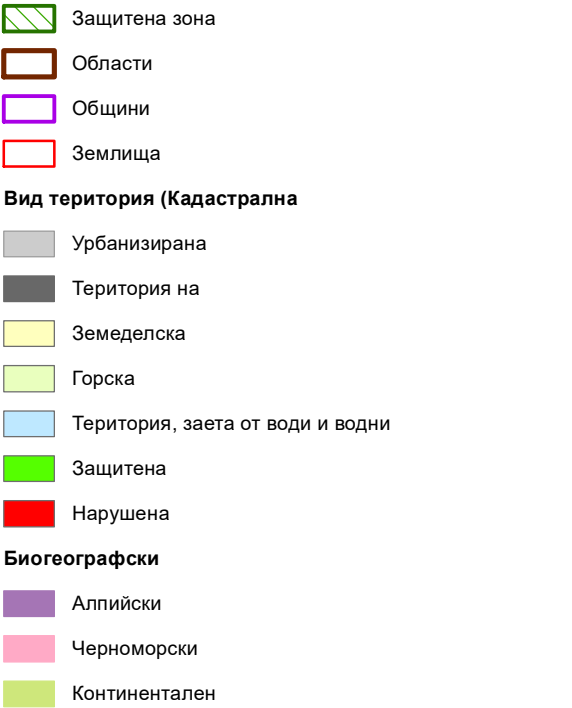 Защитена зона
Области
Общини
Землища
Вид територия (Кадастрална
Урбанизирана
Територия на
Земеделска
Горска
Територия, заета от води и водни
Защитена
Нарушена
Биогеографски
Алпийски
Черноморски
Континентален